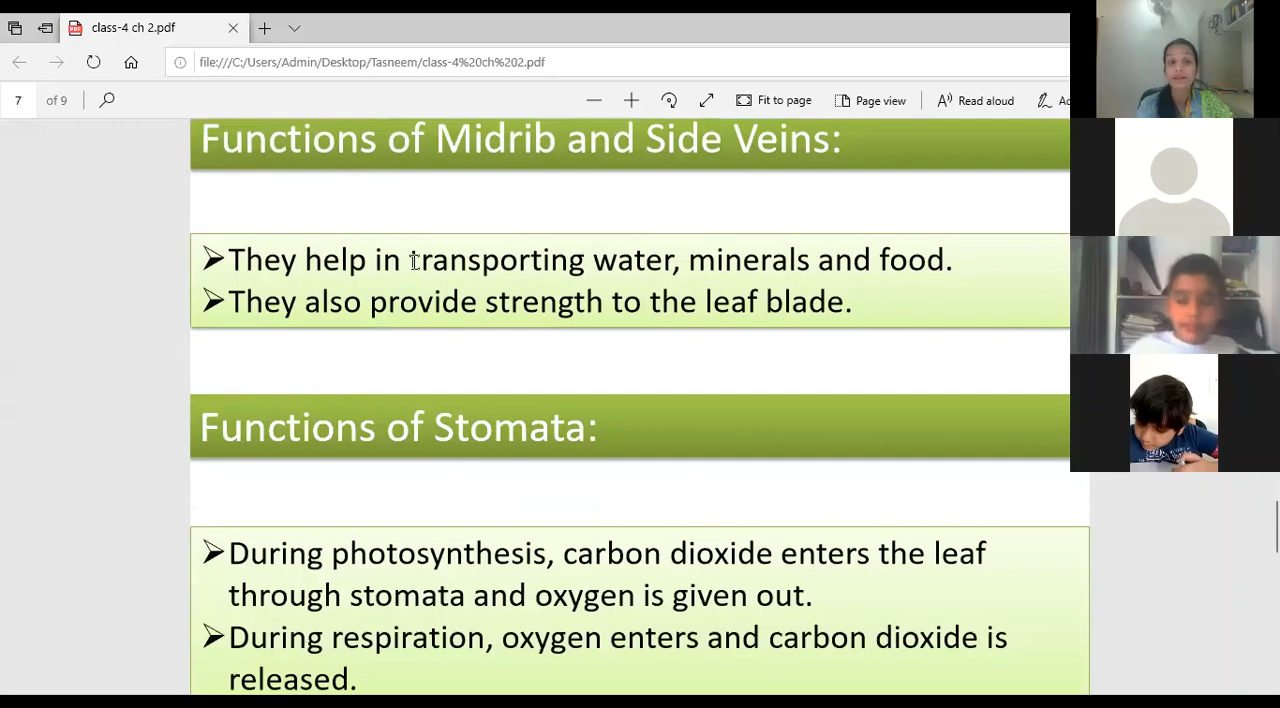 class-4 ch 2.pdf
file:///C:/Users/Admin/Desktop/Tasneem/class-4%20ch%202.pdf
7 of 9 Fit to page Page view Read aloud
Functions of Midrib and Side Veins:
They help in transporting water, minerals and food.
They also provide strength to the leaf blade.
Functions of Stomata:
During photosynthesis, carbon dioxide enters the leaf
through stomata and oxygen is given out.
During respiration, oxygen enters and carbon dioxide is
released.